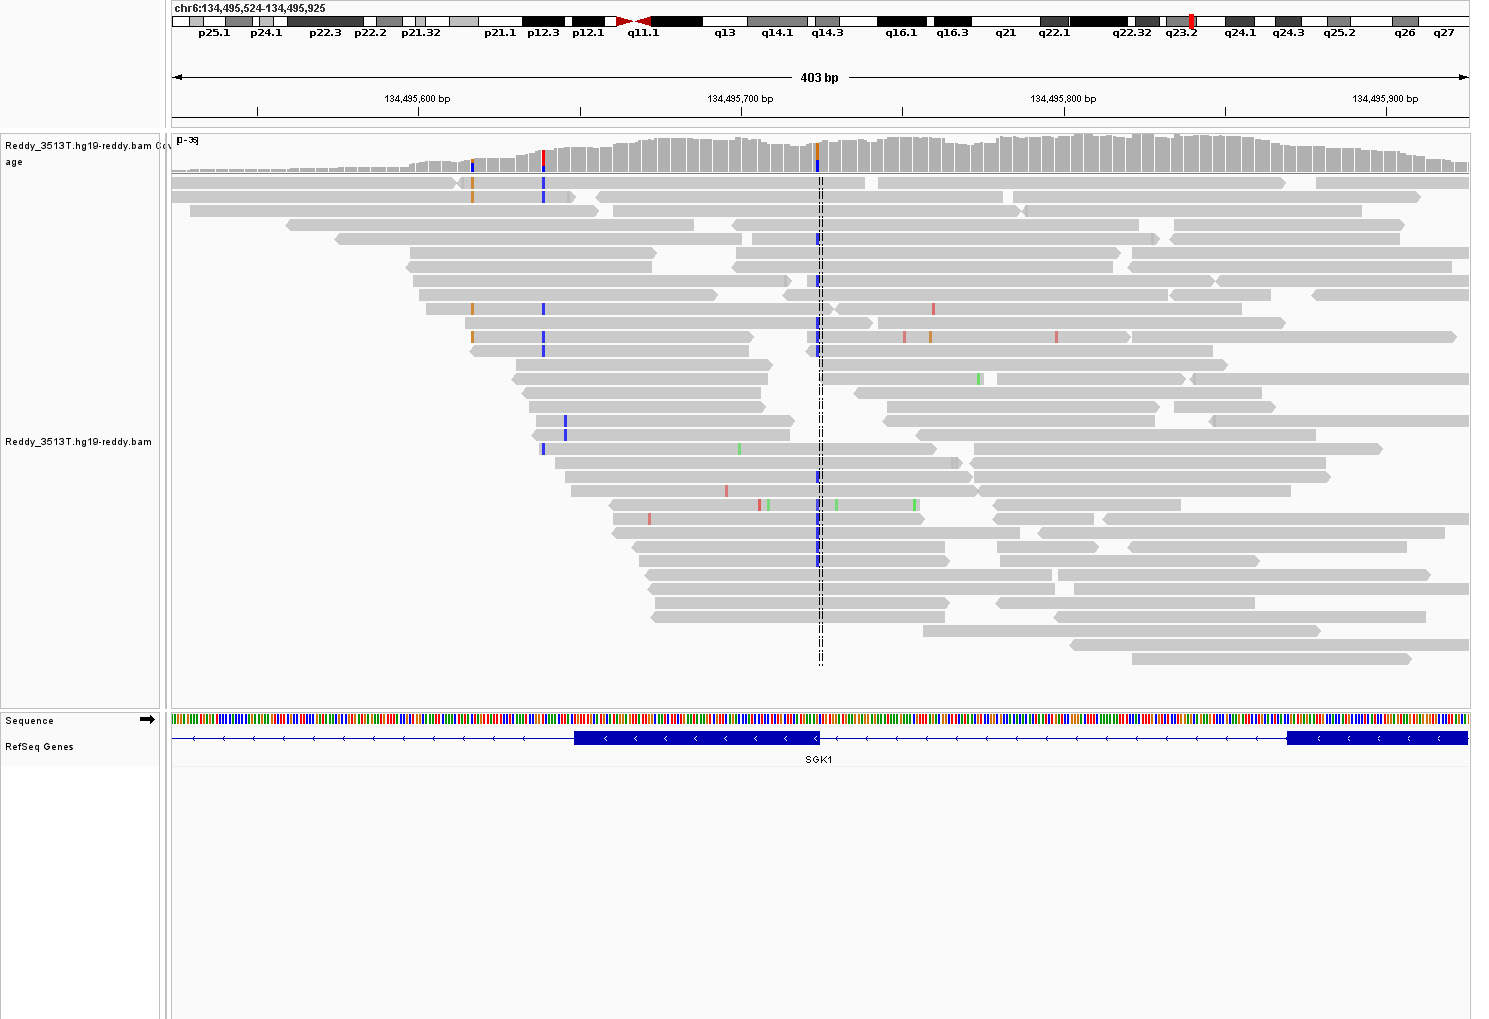 chr6:134,495,524-134,495,925
p25.1 p24.1 p22.3 p22.2 p21.32 p21.1 p12.3 p12.1 q11.1 q13 q14.1 q14.3 q16.1 q16.3 q21 q22.1 q22.32 q23.2 q24.1 q24.3 q25.2 q26 q27
403 bp
134,495,600 bp 134,495,700 bp 134,495,800 bp 134,495,900 bp
Reddy_3513T.hg19-reddy.bam
age
Reddy_3513T.hg19-reddy.bam
Sequence
RefSeq Genes
SGK1